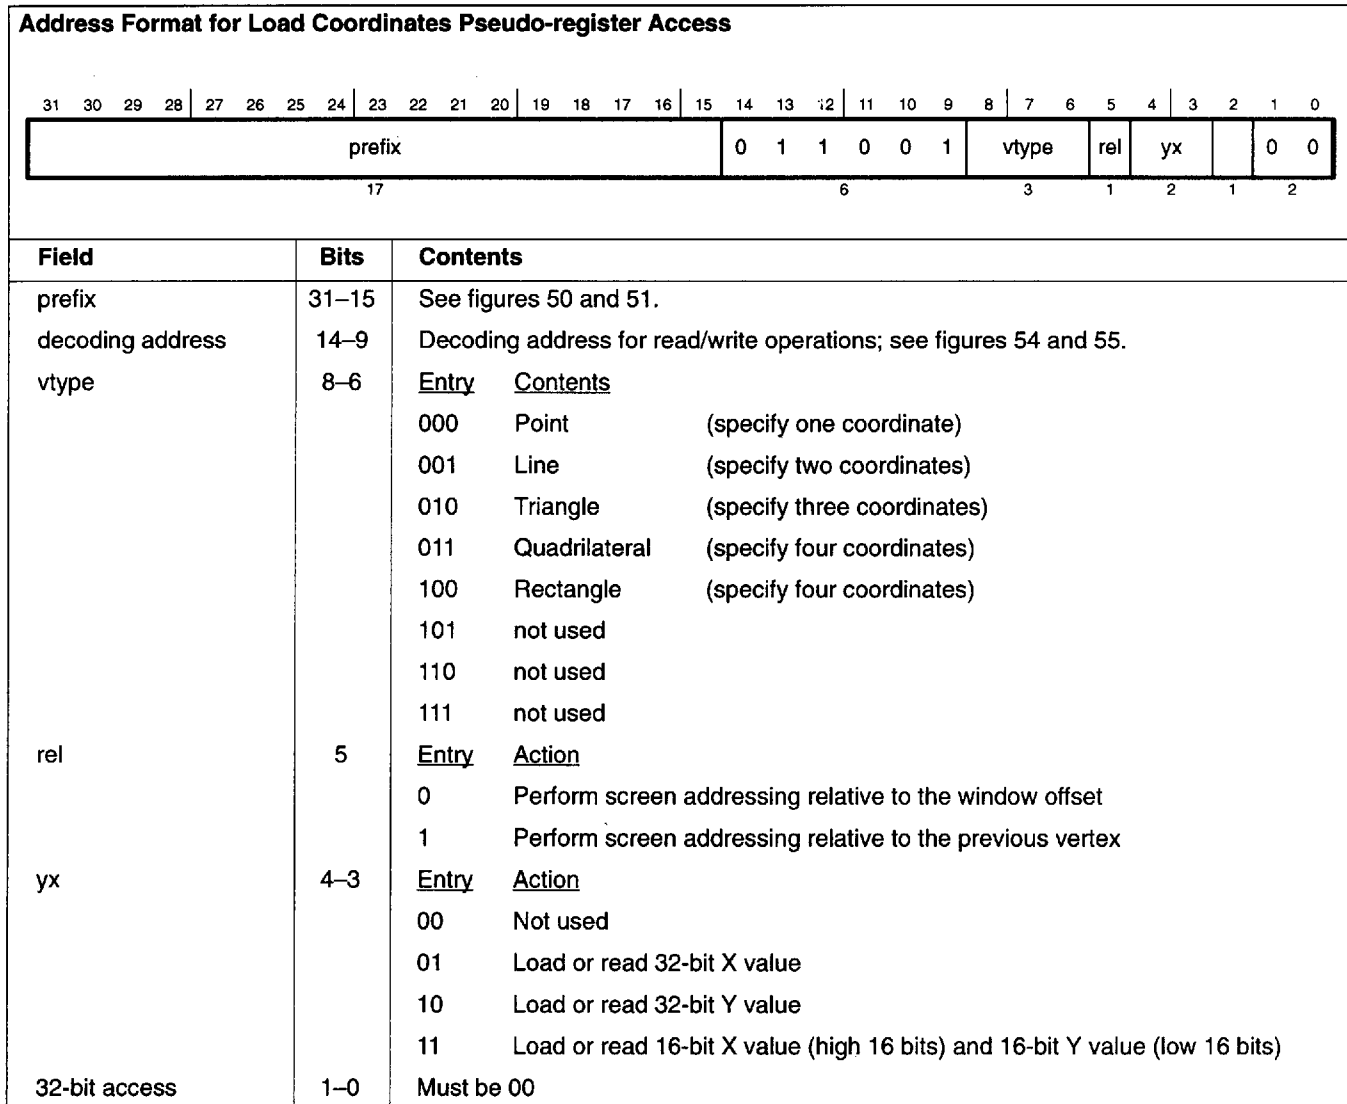 Address Format for Load Coordinates Pseudo-register Access
31 30 29 28 27 26 25 24 23 22 21 20 19 18 17 16 15 14 13 12 11 10 9 8 7 6 5 4 3 2 1 0
prefix 0 1 1 0 0 1 vtype rel yx 0 0
17 6 3 1 2 1 2
Field Bits Contents
prefix 31–15 See figures 50 and 51.
decoding address 14–9 Decoding address for read/write operations; see figures 54 and 55.
vtype 8–6 Entry Contents
000 Point (specify one coordinate)
001 Line (specify two coordinates)
010 Triangle (specify three coordinates)
011 Quadrilateral (specify four coordinates)
100 Rectangle (specify four coordinates)
101 not used
110 not used
111 not used
rel 5 Entry Action
0 Perform screen addressing relative to the window offset
1 Perform screen addressing relative to the previous vertex
yx 4–3 Entry Action
00 Not used
01 Load or read 32-bit X value
10 Load or read 32-bit Y value
11 Load or read 16-bit X value (high 16 bits) and 16-bit Y value (low 16 bits)
32-bit access 1–0 Must be 00